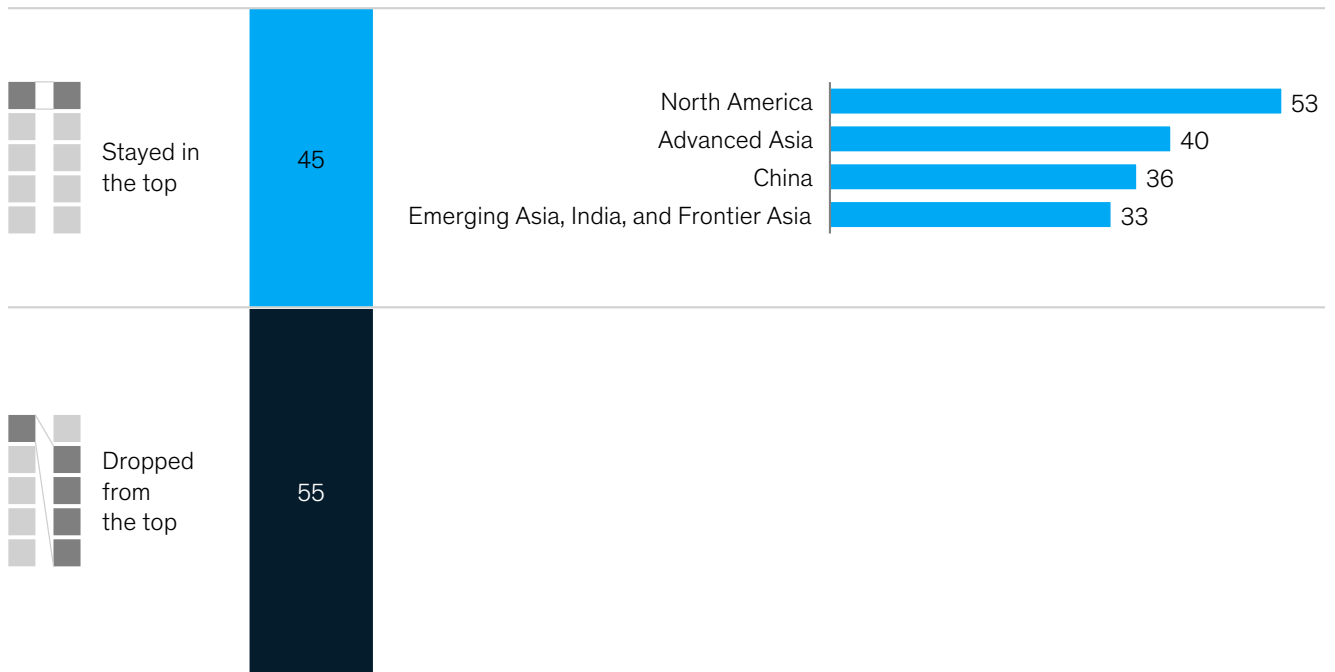 Stayed in
the top
45
North America
53
Advanced Asia
40
China
36
Emerging Asia, India, and Frontier Asia
33
Dropped
from
the top
55